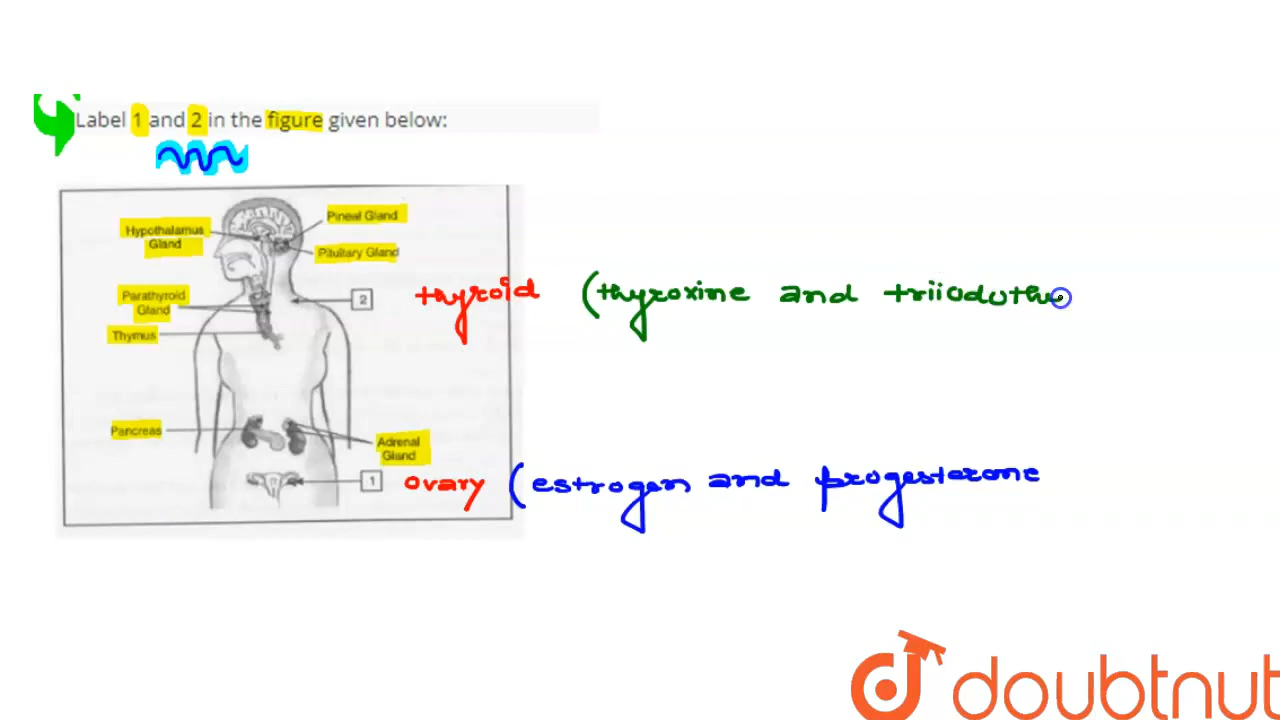 Label 1 and 2 in the figure given below:
Pineal Gland
Hypothalamus
Gland
Pituitary Gland
Parathyroid
Gland
2
thyroid (thyroxine and triiodothy
Thymus
Pancreas
Adrenal
Gland
1
ovary (estrogen and progesterone
doubtnut